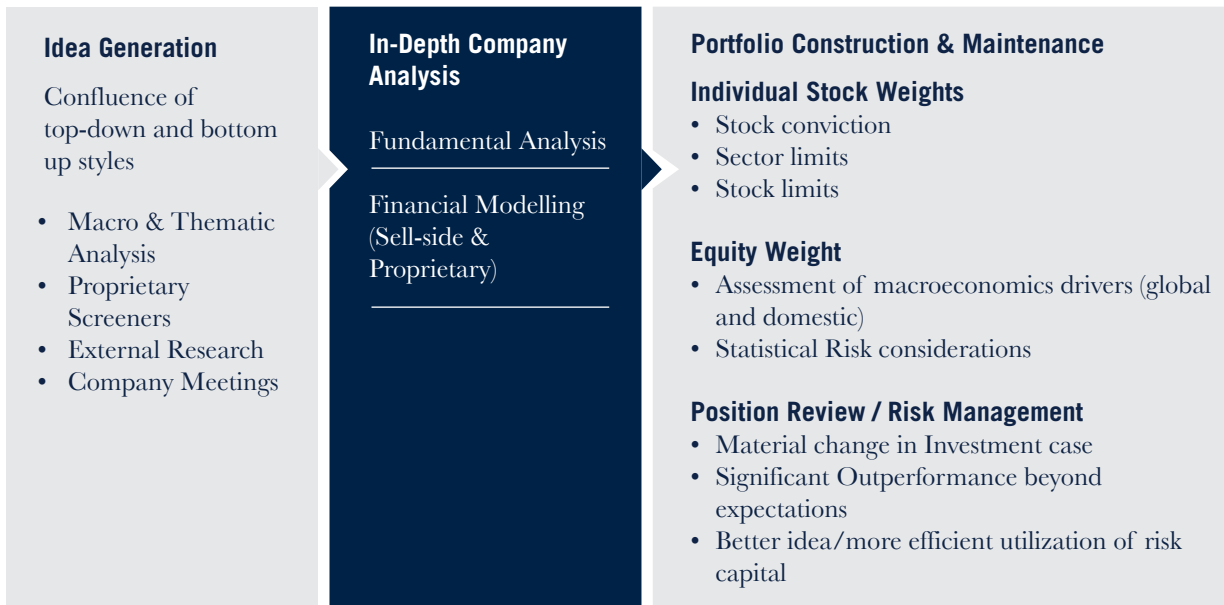 Idea Generation
Confluence of
top-down and bottom
up styles
• Macro & Thematic
Analysis
• Proprietary
Screeners
• External Research
• Company Meetings
In-Depth Company
Analysis
Fundamental Analysis
Financial Modelling
(Sell-side &
Proprietary)
Portfolio Construction & Maintenance
Individual Stock Weights
• Stock conviction
• Sector limits
• Stock limits
Equity Weight
• Assessment of macroeconomics drivers (global
and domestic)
• Statistical Risk considerations
Position Review / Risk Management
• Material change in Investment case
• Significant Outperformance beyond
expectations
• Better idea/more efficient utilization of risk
capital